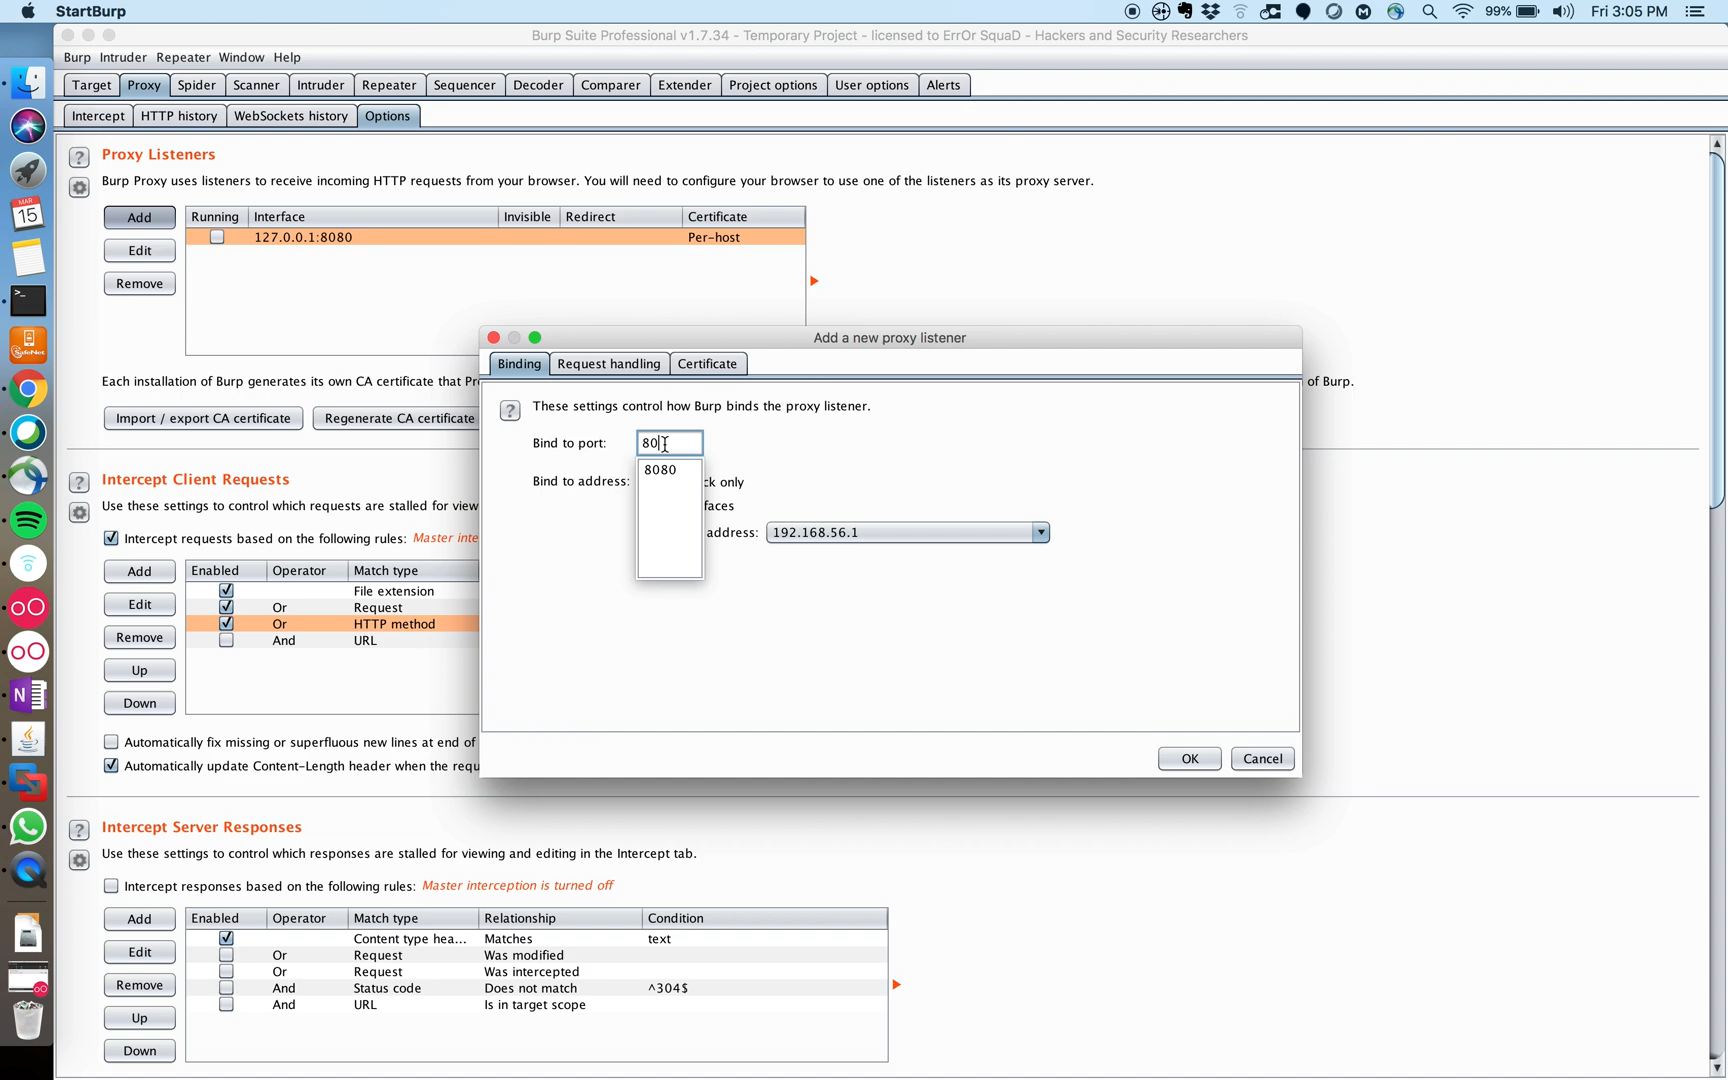 StartBurp
99%
Fri 3:05 PM
Burp Suite Professional v1.7.34 - Temporary Project - licensed to ErrOr SquaD - Hackers and Security Researchers
Burp Intruder Repeater Window Help
Target Proxy Spider Scanner Intruder Repeater Sequencer Decoder Comparer Extender Project options User options Alerts
Intercept HTTP history WebSockets history Options
? Proxy Listeners
Burp Proxy uses listeners to receive incoming HTTP requests from your browser. You will need to configure your browser to use one of the listeners as its proxy server.
Add Running Interface Invisible Redirect Certificate
127.0.0.1:8080 Per-host
Edit
Remove
Each installation of Burp generates its own CA certificate that Pr
of Burp.
Import / export CA certificate Regenerate CA certificate
Add a new proxy listener
Binding Request handling Certificate
? These settings control how Burp binds the proxy listener.
Bind to port: 80
8080
Bind to address: ck only
faces
address: 192.168.56.1
OK Cancel
? Intercept Client Requests
Use these settings to control which requests are stalled for view
Intercept requests based on the following rules: Master inte
Add Enabled Operator Match type
File extension
Edit Or Request
Or HTTP method
Remove And URL
Up
Down
Automatically fix missing or superfluous new lines at end of
Automatically update Content-Length header when the requ
? Intercept Server Responses
Use these settings to control which responses are stalled for viewing and editing in the Intercept tab.
Intercept responses based on the following rules: Master interception is turned off
Add Enabled Operator Match type Relationship Condition
Content type hea... Matches text
Edit Or Request Was modified
Or Request Was intercepted
Remove And Status code Does not match ^304$
And URL Is in target scope
Up
Down
MAR
15
>_
SafeNet
N